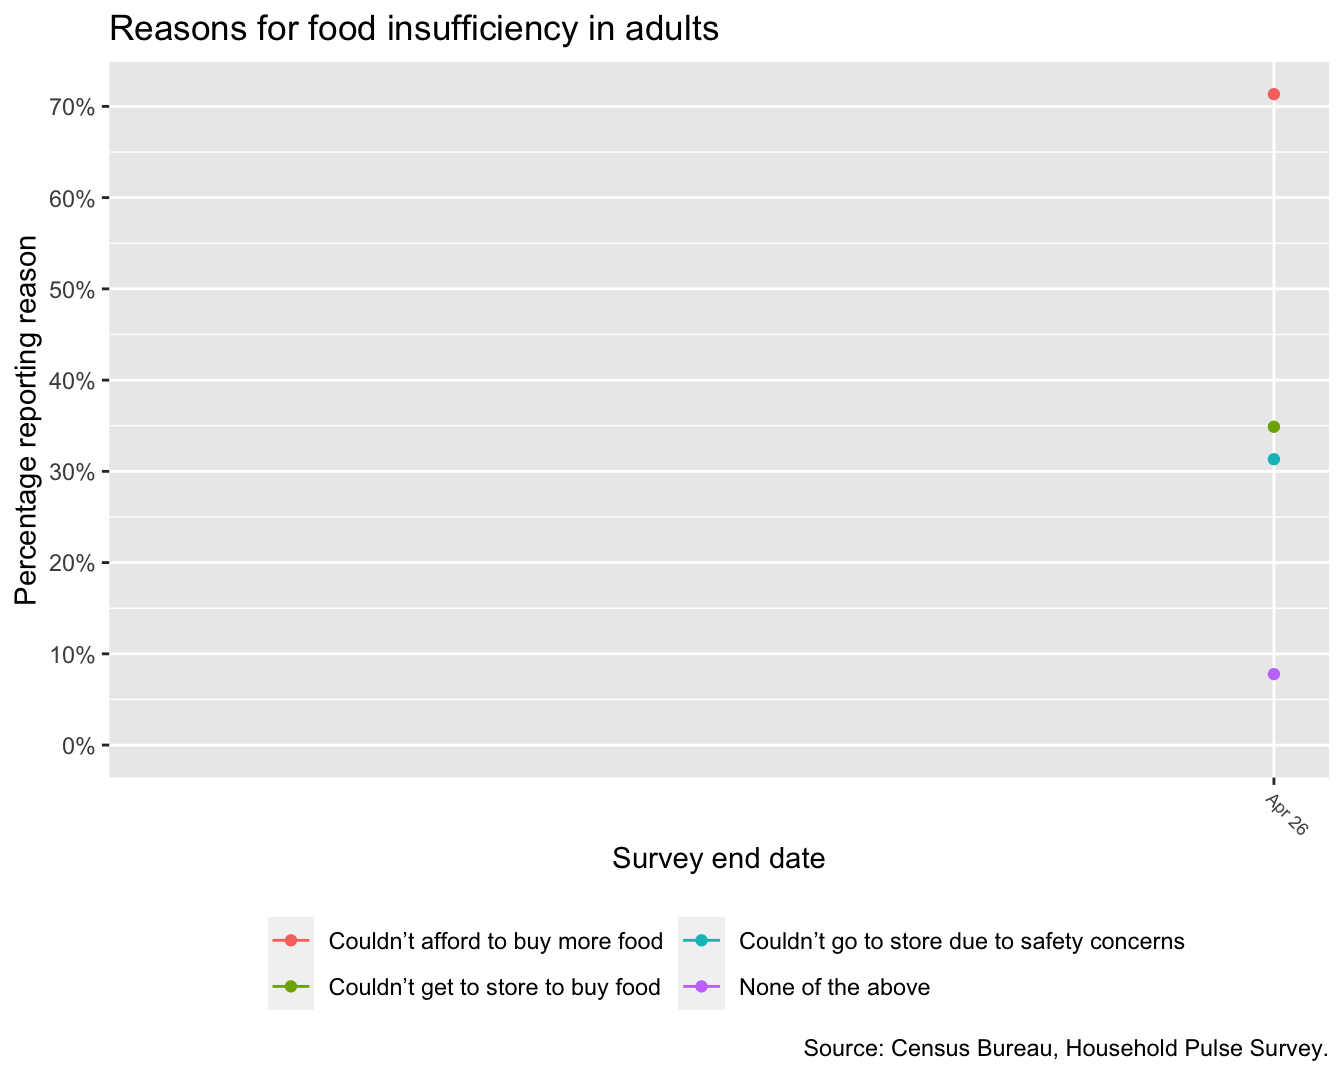 Reasons for food insufficiency in adults
70%
60%
50%
40%
30%
20%
10%
0%
Percentage reporting reason
Apr 26
Survey end date
Couldn’t afford to buy more food
Couldn’t go to store due to safety concerns
Couldn’t get to store to buy food
None of the above
Source: Census Bureau, Household Pulse Survey.